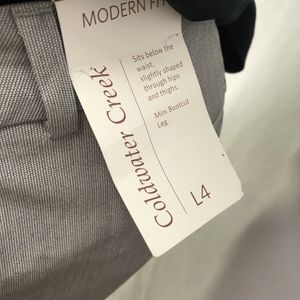 MODERN FIT
Coldwater Creek
Sits below the
waist,
slightly shaped
through hips
and thighs.
Mini Bootcut
Leg.
L4